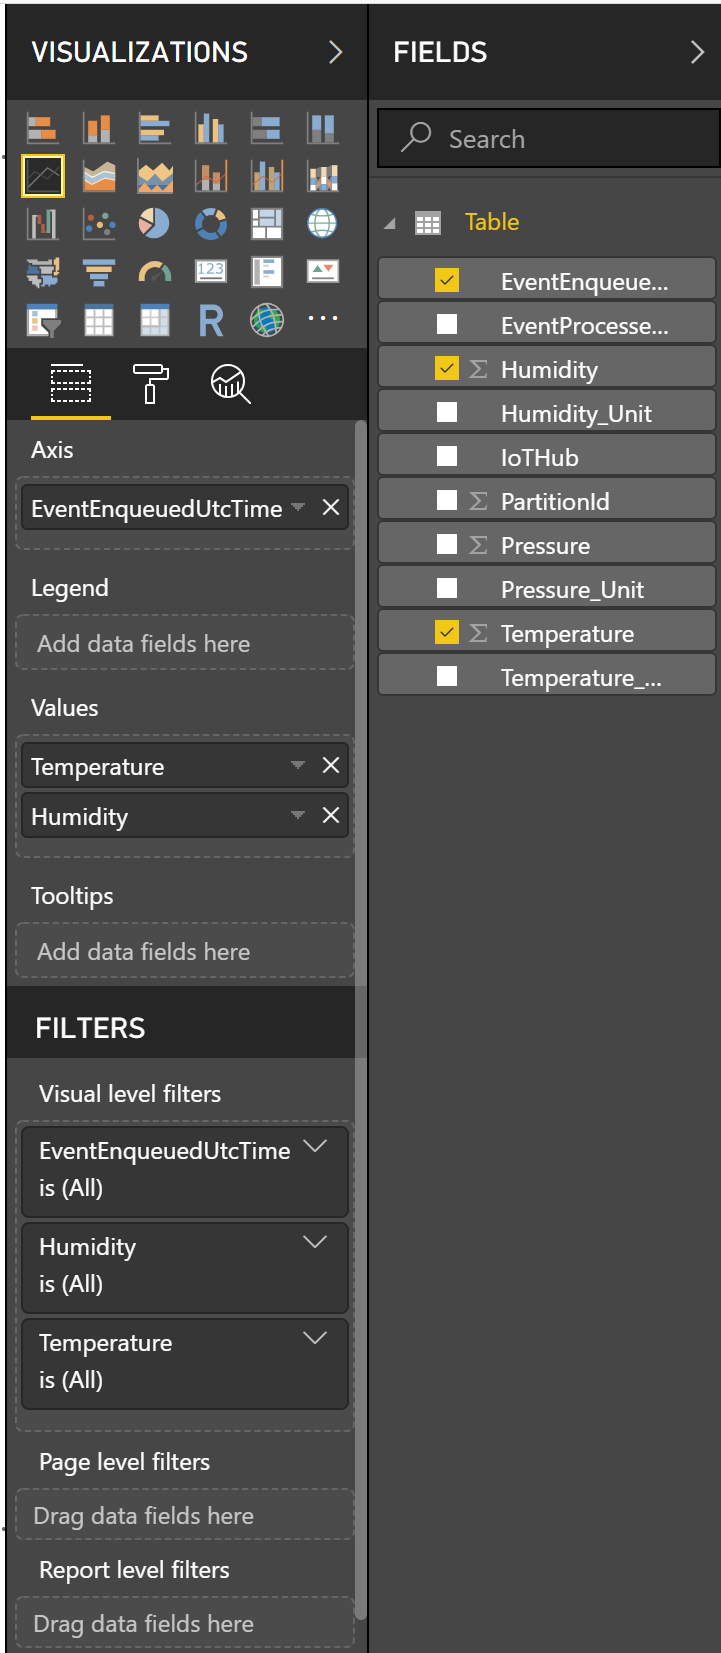 VISUALIZATIONS
123
R
Axis
EventEnqueuedUtcTime
Legend
Add data fields here
Values
Temperature
Humidity
Tooltips
Add data fields here
FILTERS
Visual level filters
EventEnqueuedUtcTime
is (All)
Humidity
is (All)
Temperature
is (All)
Page level filters
Drag data fields here
Report level filters
Drag data fields here
FIELDS
Search
Table
EventEnqueue...
EventProcesse...
Σ Humidity
Humidity_Unit
IoTHub
Σ PartitionId
Σ Pressure
Pressure_Unit
Σ Temperature
Temperature_...